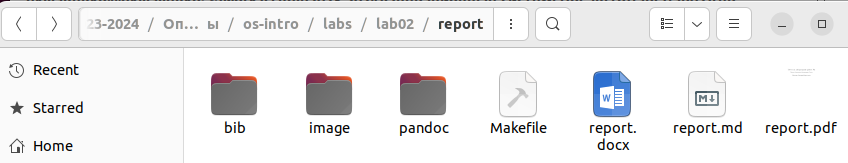 23-2024 / Оп… ы / os-intro / labs / lab02 / report
Recent
Starred
Home
bib
image
pandoc
Makefile
report.
docx
report.md
report.pdf